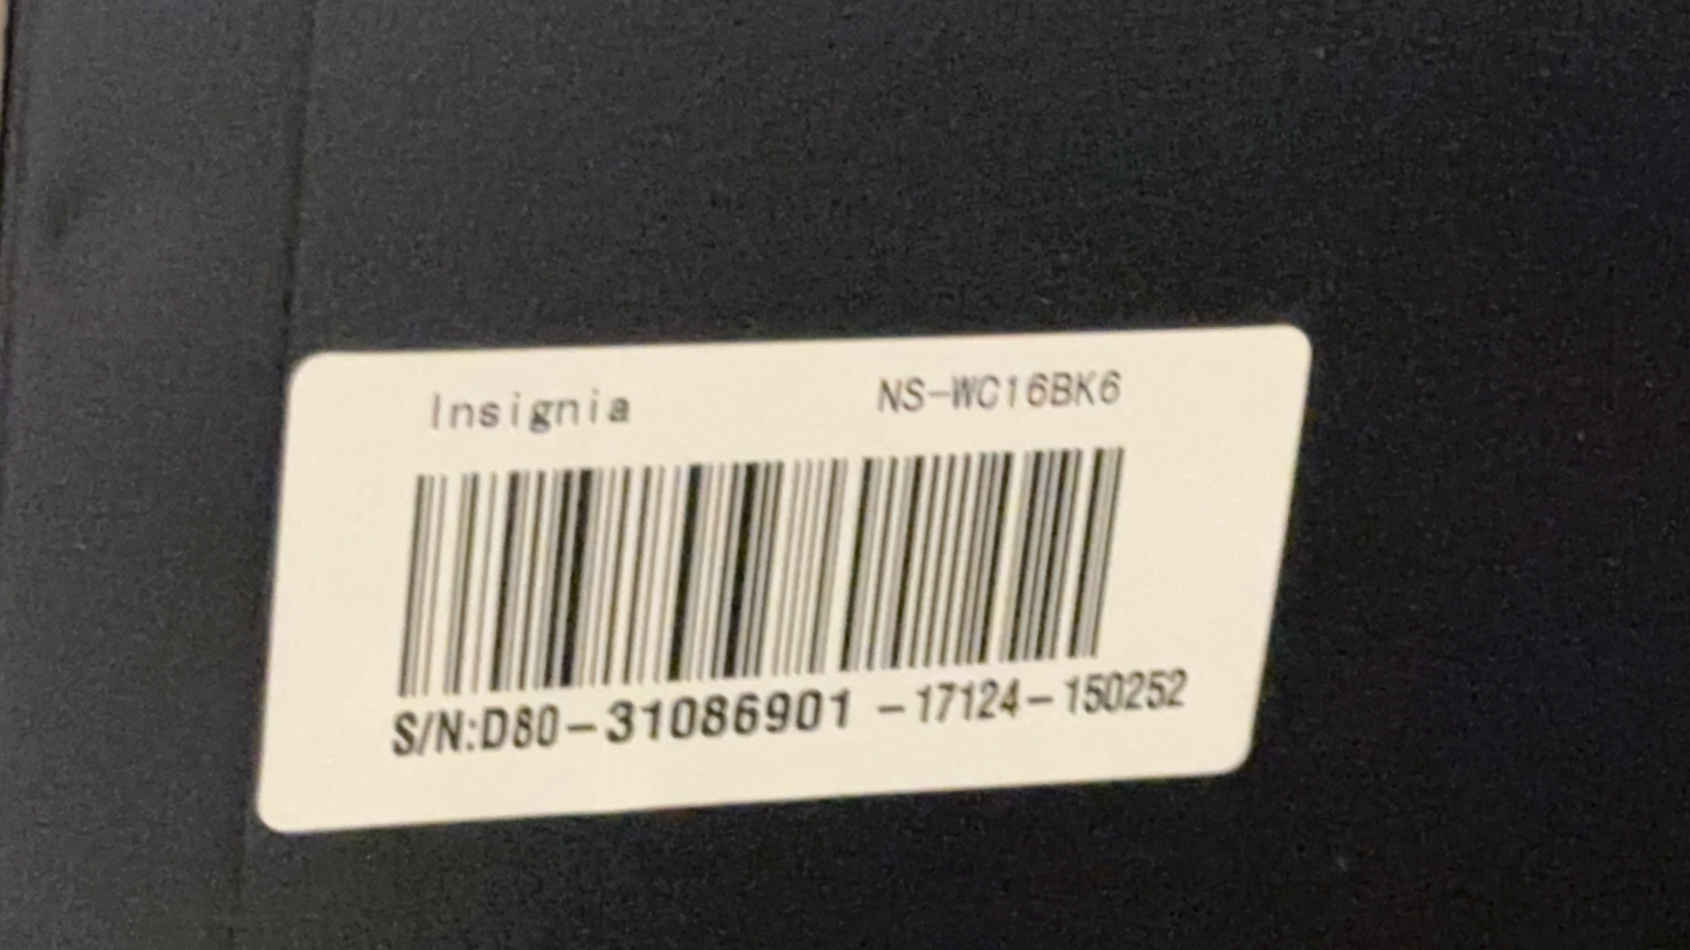 Insignia NS-WC16BK6
S/N:D80-31086901-17124-150252